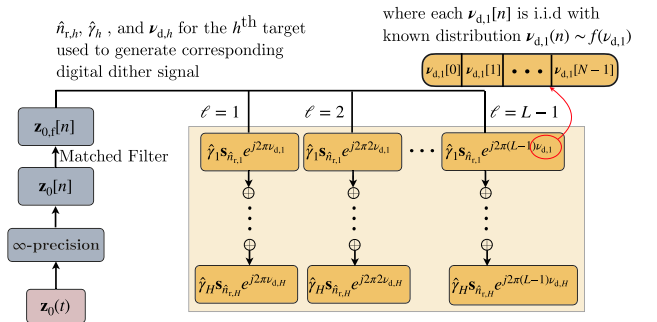 where each 𝝂_{d,1}[n] is i.i.d with
known distribution 𝝂_{d,1}(n) ∼ f(ν_{d,1})
n̂_{r,h}, γ̂_h , and 𝝂_{d,h} for the h^{th} target
used to generate corresponding
digital dither signal
𝝂_{d,1}[0] 𝝂_{d,1}[1] • • • 𝝂_{d,1}[N − 1]
ℓ = 1 ℓ = 2 ℓ = L − 1
z_{0,f}[n]
Matched Filter
γ̂_1 s_{n̂_{r,1}} e^{j2πν_{d,1}} γ̂_1 s_{n̂_{r,1}} e^{j2π2ν_{d,1}} • • • γ̂_1 s_{n̂_{r,1}} e^{j2π(L−1)ν_{d,1}}
z_0[n]
⊕ ⊕ ⊕
∞-precision
⊕ ⊕ ⊕
γ̂_H s_{n̂_{r,H}} e^{j2πν_{d,H}} γ̂_H s_{n̂_{r,H}} e^{j2π2ν_{d,H}} γ̂_H s_{n̂_{r,H}} e^{j2π(L−1)ν_{d,H}}
z_0(t)